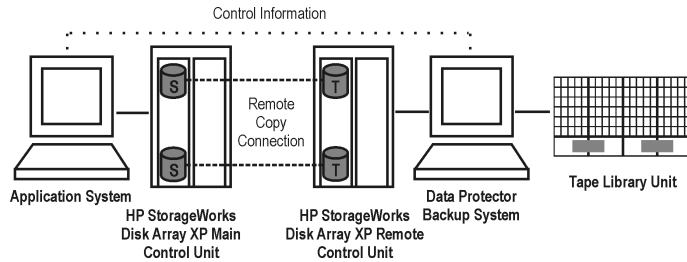 Control Information
S
T
Remote
Copy
Connection
S
T
Application System
HP StorageWorks
Disk Array XP Main
Control Unit
HP StorageWorks
Disk Array XP Remote
Control Unit
Data Protector
Backup System
Tape Library Unit